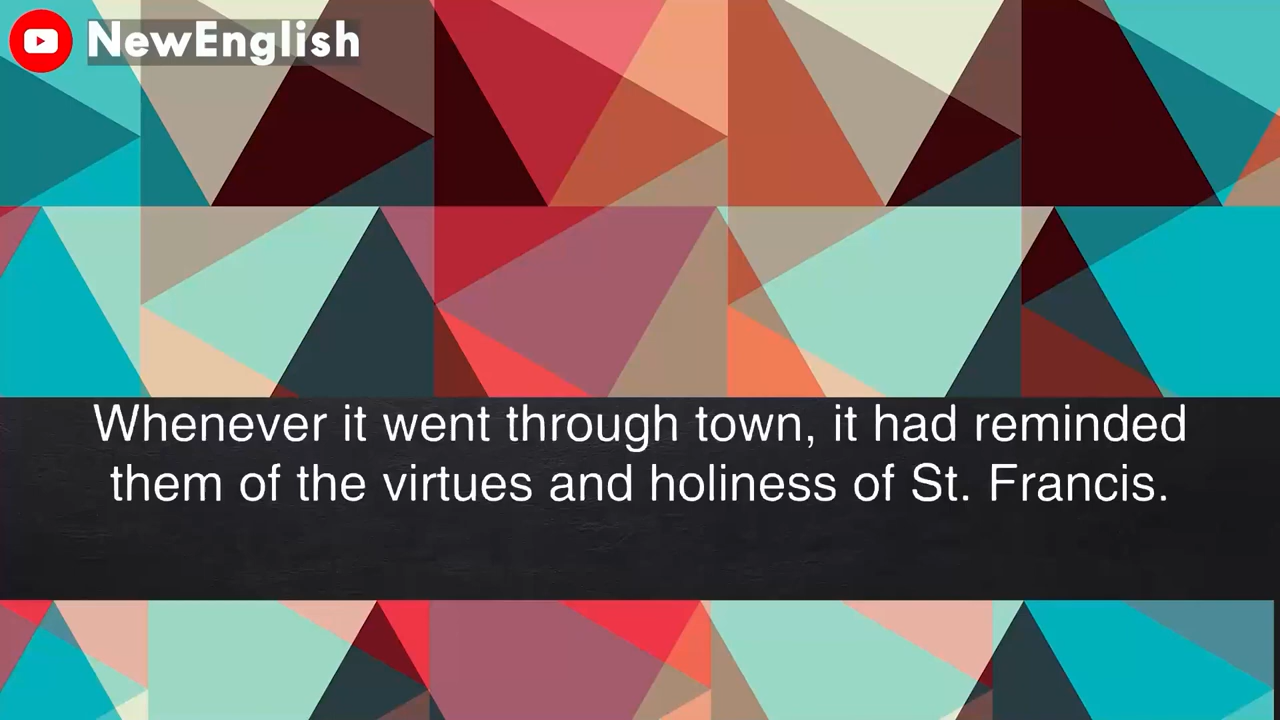 NewEnglish
Whenever it went through town, it had reminded
them of the virtues and holiness of St. Francis.